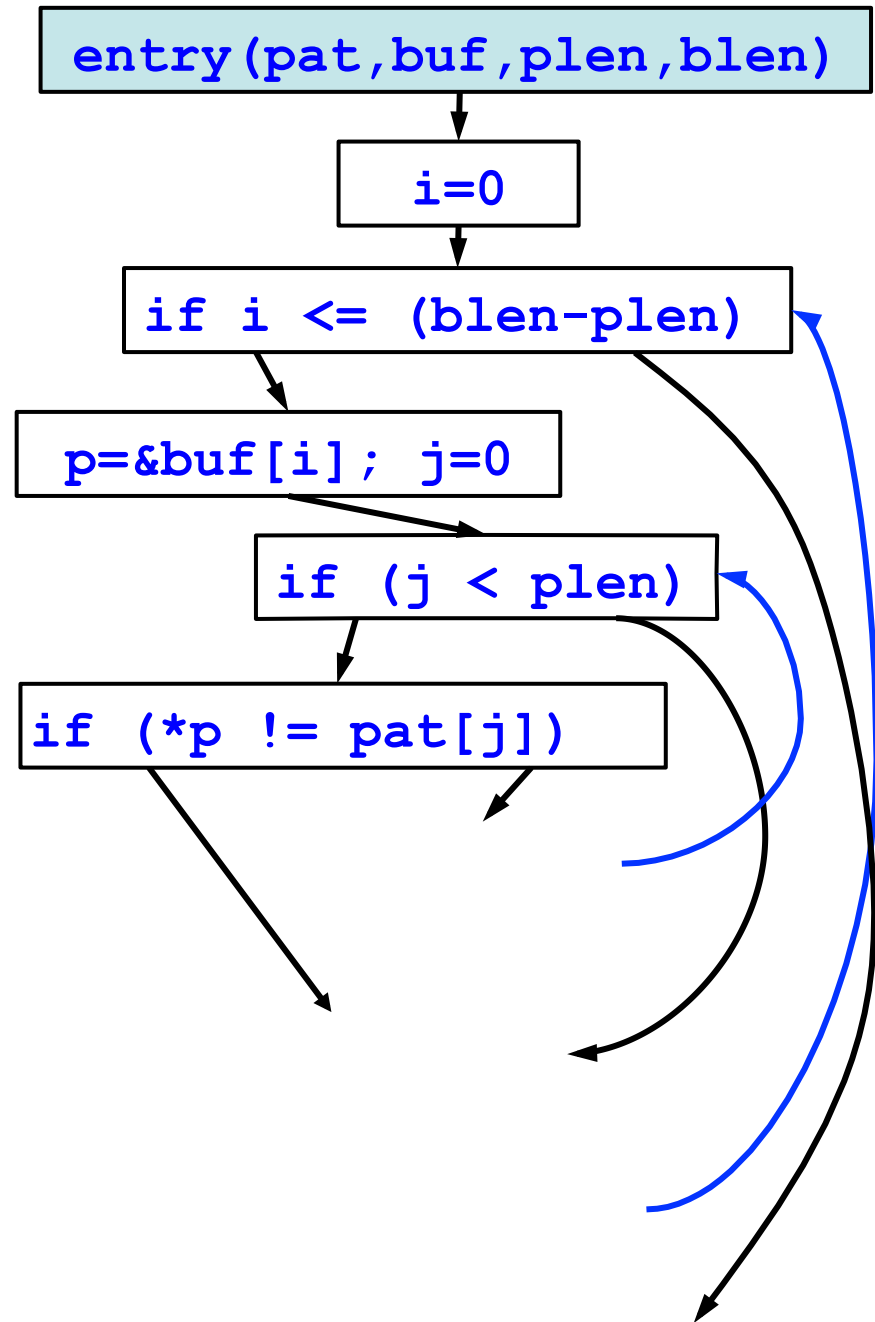 entry(pat,buf,plen,blen)
i=0
if i <= (blen-plen)
p=&buf[i]; j=0
if (j < plen)
if (*p != pat[j])